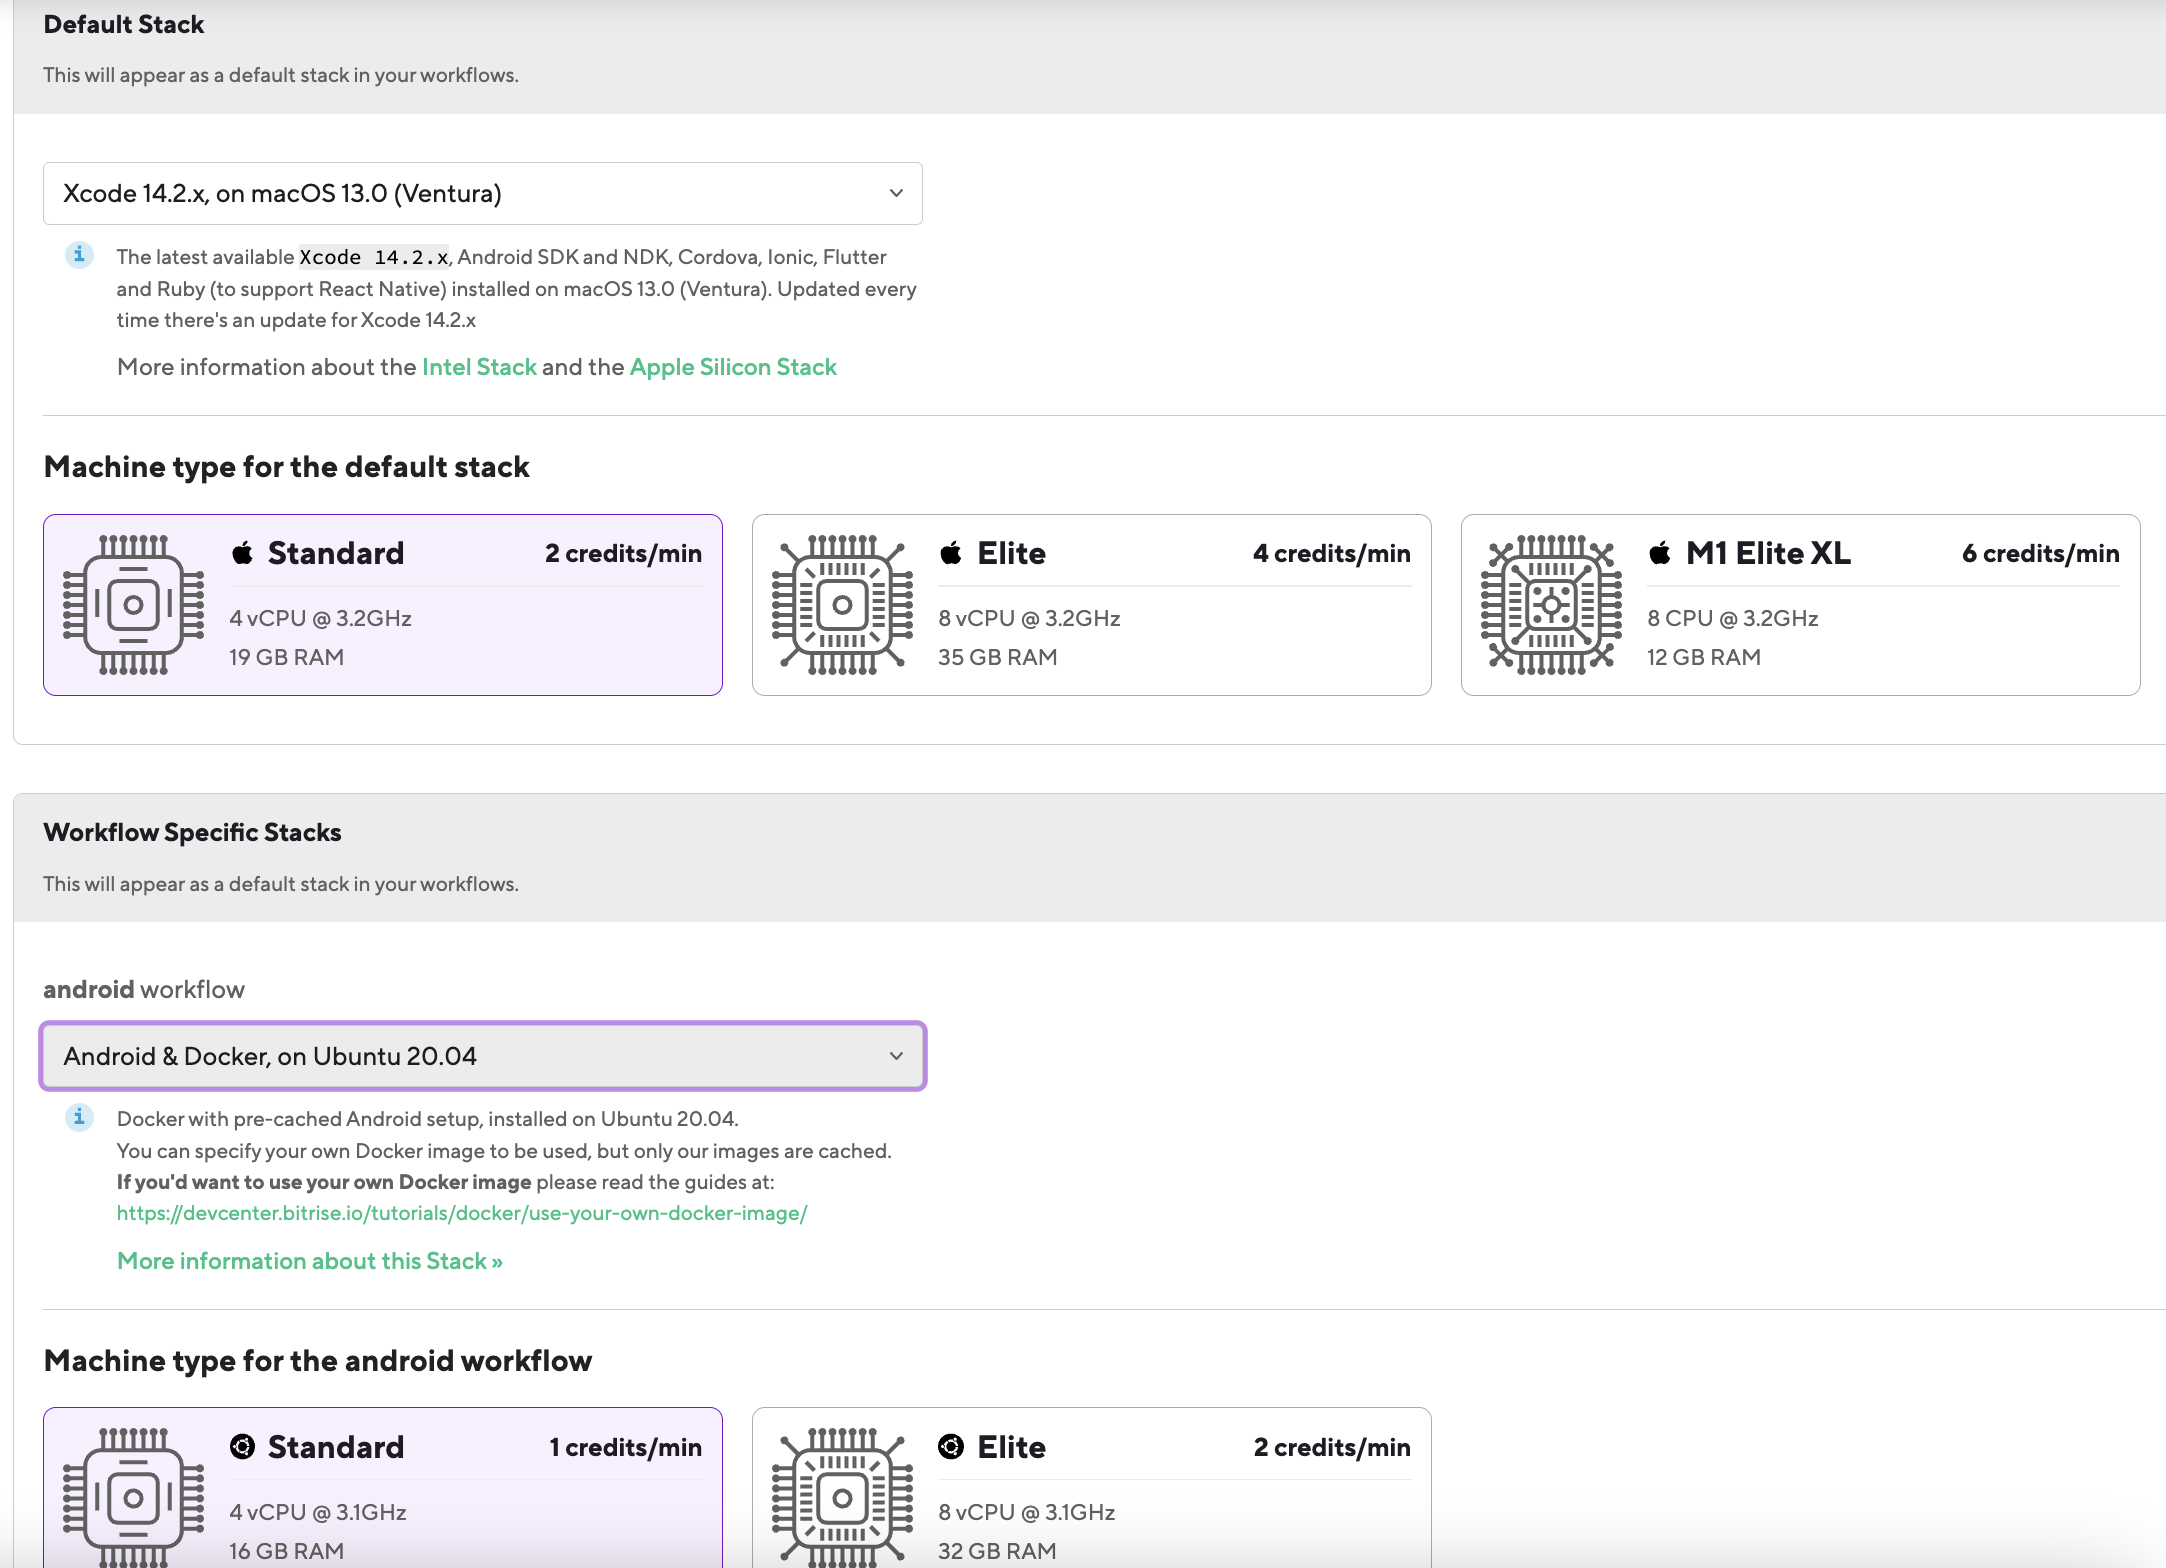 Default Stack
This will appear as a default stack in your workflows.
Xcode 14.2.x, on macOS 13.0 (Ventura)
The latest available Xcode 14.2.x, Android SDK and NDK, Cordova, Ionic, Flutter
and Ruby (to support React Native) installed on macOS 13.0 (Ventura). Updated every
time there's an update for Xcode 14.2.x
More information about the Intel Stack and the Apple Silicon Stack
Machine type for the default stack
Standard 2 credits/min
4 vCPU @ 3.2GHz
19 GB RAM
Elite 4 credits/min
8 vCPU @ 3.2GHz
35 GB RAM
M1 Elite XL 6 credits/min
8 CPU @ 3.2GHz
12 GB RAM
Workflow Specific Stacks
This will appear as a default stack in your workflows.
android workflow
Android & Docker, on Ubuntu 20.04
Docker with pre-cached Android setup, installed on Ubuntu 20.04.
You can specify your own Docker image to be used, but only our images are cached.
If you'd want to use your own Docker image please read the guides at:
https://devcenter.bitrise.io/tutorials/docker/use-your-own-docker-image/
More information about this Stack »
Machine type for the android workflow
Standard 1 credits/min
4 vCPU @ 3.1GHz
16 GB RAM
Elite 2 credits/min
8 vCPU @ 3.1GHz
32 GB RAM